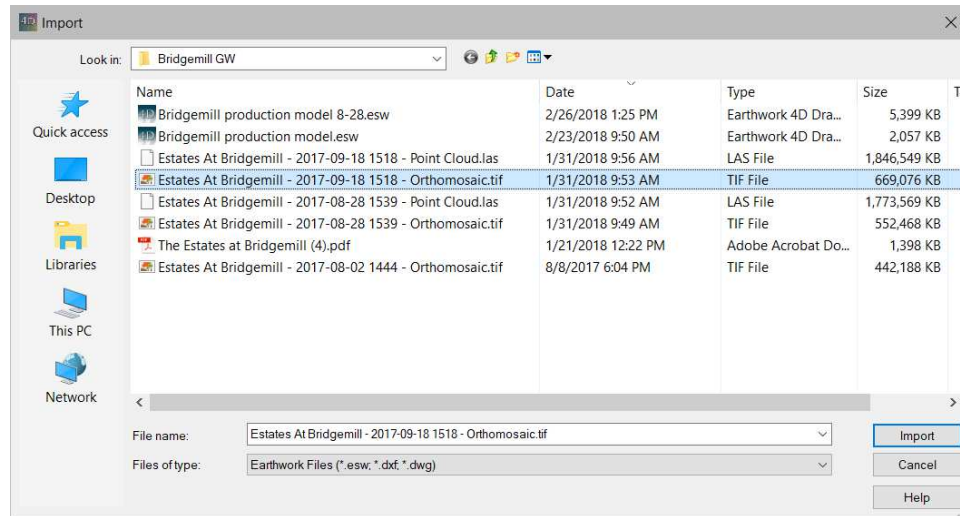 4D Import
Look in: Bridgemill GW
Name Date Type Size T
Bridgemill production model 8-28.esw 2/26/2018 1:25 PM Earthwork 4D Dra... 5,399 KB
Bridgemill production model.esw 2/23/2018 9:50 AM Earthwork 4D Dra... 2,057 KB
Estates At Bridgemill - 2017-09-18 1518 - Point Cloud.las 1/31/2018 9:56 AM LAS File 1,846,549 KB
Estates At Bridgemill - 2017-09-18 1518 - Orthomosaic.tif 1/31/2018 9:53 AM TIF File 669,076 KB
Estates At Bridgemill - 2017-08-28 1539 - Point Cloud.las 1/31/2018 9:52 AM LAS File 1,773,569 KB
Estates At Bridgemill - 2017-08-28 1539 - Orthomosaic.tif 1/31/2018 9:49 AM TIF File 552,468 KB
The Estates at Bridgemill (4).pdf 1/21/2018 12:22 PM Adobe Acrobat Do... 1,398 KB
Estates At Bridgemill - 2017-08-02 1444 - Orthomosaic.tif 8/8/2017 6:04 PM TIF File 442,188 KB
Quick access
Desktop
Libraries
This PC
Network
File name: Estates At Bridgemill - 2017-09-18 1518 - Orthomosaic.tif Import
Files of type: Earthwork Files (*.esw; *.dxf; *.dwg) Cancel
Help